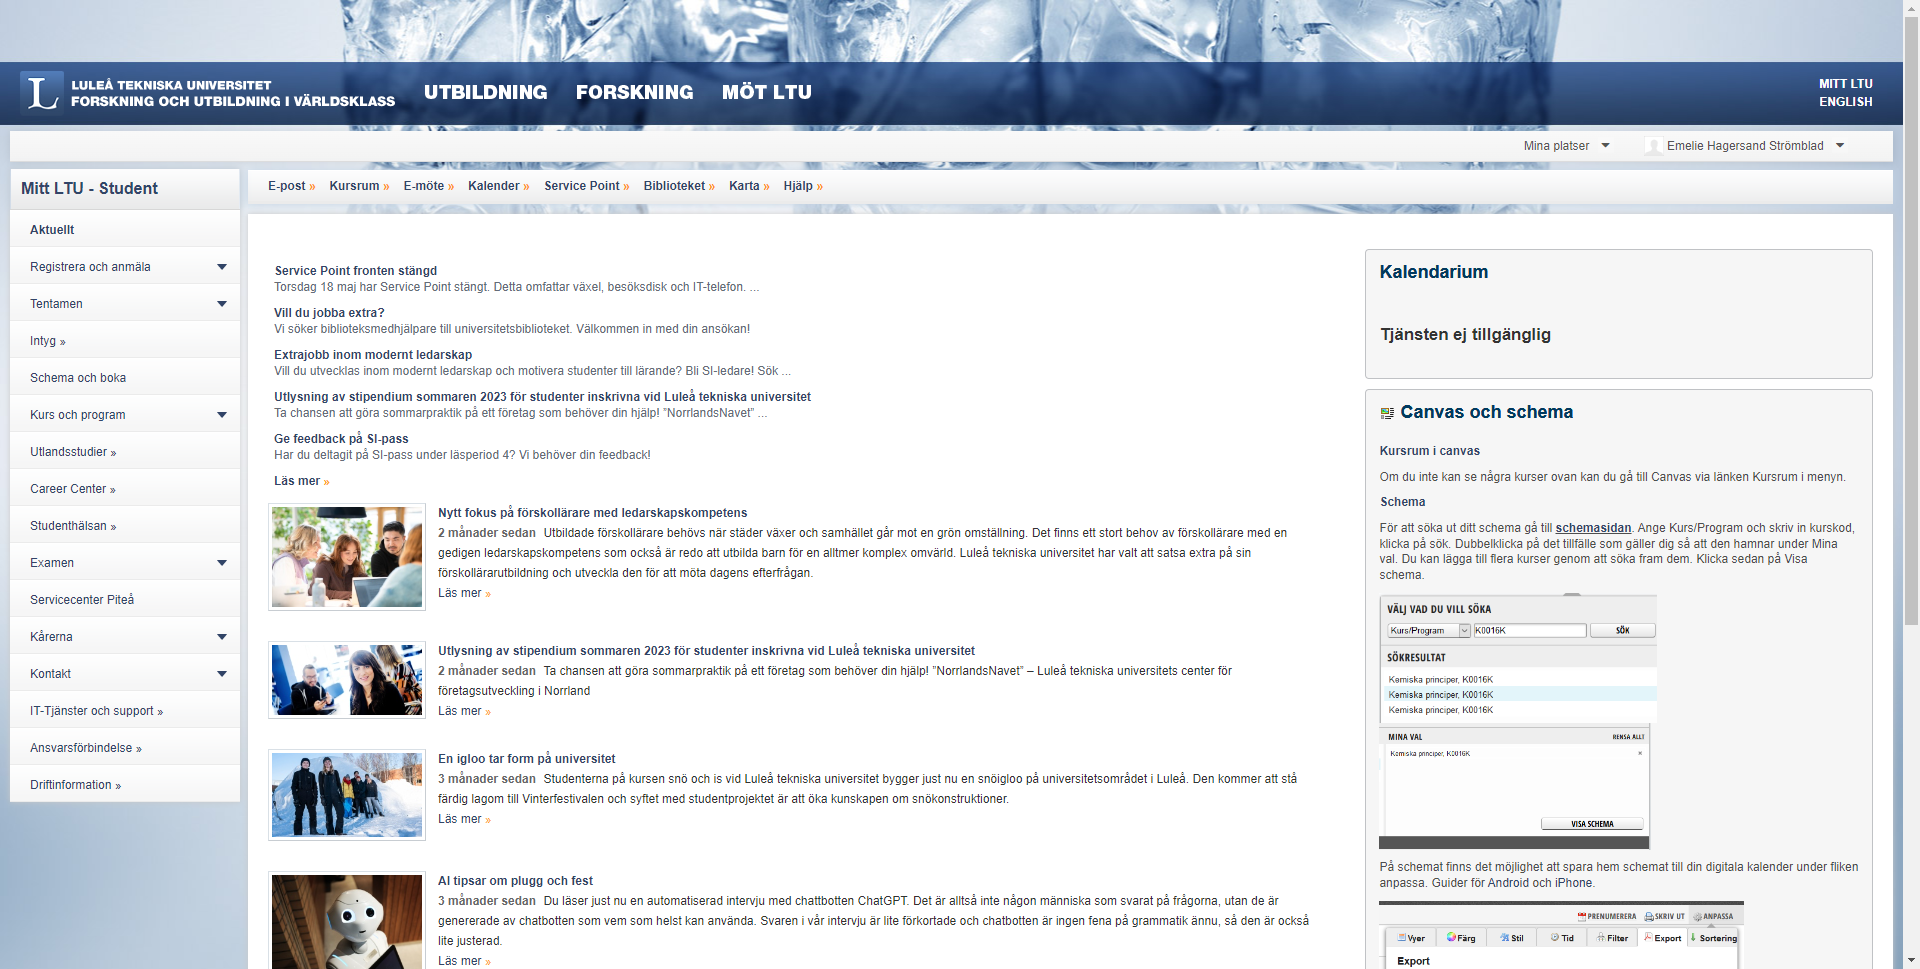 LULEÅ TEKNISKA UNIVERSITET
FORSKNING OCH UTBILDNING I VÄRLDSKLASS
UTBILDNING FORSKNING MÖT LTU
MITT LTU
ENGLISH
Mina platser
Emelie Hagersand Strömblad
Mitt LTU - Student
Aktuellt
Registrera och anmäla
Tentamen
Intyg »
Schema och boka
Kurs och program
Utlandsstudier »
Career Center »
Studenthälsan »
Examen
Servicecenter Piteå
Kårerna
Kontakt
IT-Tjänster och support »
Ansvarsförbindelse »
Driftinformation »
E-post » Kursrum » E-möte » Kalender » Service Point » Biblioteket » Karta » Hjälp »
Service Point fronten stängd
Torsdag 18 maj har Service Point stängt. Detta omfattar växel, besöksdisk och IT-telefon. ...
Vill du jobba extra?
Vi söker biblioteksmedhjälpare till universitetsbiblioteket. Välkommen in med din ansökan!
Extrajobb inom modernt ledarskap
Vill du utvecklas inom modernt ledarskap och motivera studenter till lärande? Bli SI-ledare! Sök ...
Utlysning av stipendium sommaren 2023 för studenter inskrivna vid Luleå tekniska universitet
Ta chansen att göra sommarpraktik på ett företag som behöver din hjälp! ”NorrlandsNavet” ...
Ge feedback på SI-pass
Har du deltagit på SI-pass under läsperiod 4? Vi behöver din feedback!
Läs mer »
Nytt fokus på förskollärare med ledarskapskompetens
2 månader sedan Utbildade förskollärare behövs när städer växer och samhället går mot en grön omställning. Det finns ett stort behov av förskollärare med en
gedigen ledarskapskompetens som också är redo att utbilda barn för en alltmer komplex omvärld. Luleå tekniska universitet har valt att satsa extra på sin
förskollärarutbildning och utveckla den för att möta dagens efterfrågan.
Läs mer »
Utlysning av stipendium sommaren 2023 för studenter inskrivna vid Luleå tekniska universitet
2 månader sedan Ta chansen att göra sommarpraktik på ett företag som behöver din hjälp! ”NorrlandsNavet” – Luleå tekniska universitets center för
företagsutveckling i Norrland
Läs mer »
En igloo tar form på universitet
3 månader sedan Studenterna på kursen snö och is vid Luleå tekniska universitet bygger just nu en snöigloo på universitetsområdet i Luleå. Den kommer att stå
färdig lagom till Vinterfestivalen och syftet med studentprojektet är att öka kunskapen om snökonstruktioner.
Läs mer »
AI tipsar om plugg och fest
3 månader sedan Du läser just nu en automatiserad intervju med chattbotten ChatGPT. Det är alltså inte någon människa som svarat på frågorna, utan de är
genererade av chatbotten som vem som helst kan använda. Svaren i vår intervju är lite förkortade och chatbotten är ingen fena på grammatik ännu, så den är också
lite justerad.
Läs mer »
Kalendarium
Tjänsten ej tillgänglig
Canvas och schema
Kursrum i canvas
Om du inte kan se några kurser ovan kan du gå till Canvas via länken Kursrum i menyn.
Schema
För att söka ut ditt schema gå till schemasidan. Ange Kurs/Program och skriv in kurskod,
klicka på sök. Dubbelklicka på det tillfälle som gäller dig så att den hamnar under Mina
val. Du kan lägga till flera kurser genom att söka fram dem. Klicka sedan på Visa
schema.
VÄLJ VAD DU VILL SÖKA
Kurs/Program K0016K SÖK
SÖKRESULTAT
Kemiska principer, K0016K
Kemiska principer, K0016K
Kemiska principer, K0016K
MINA VAL RENSA ALLT
Kemiska principer, K0016K
VISA SCHEMA
På schemat finns det möjlighet att spara hem schemat till din digitala kalender under fliken
anpassa. Guider för Android och iPhone.
PRENUMERERA SKRIV UT ANPASSA
Vyer Färg Stil Tid Filter Export Sortering
Export